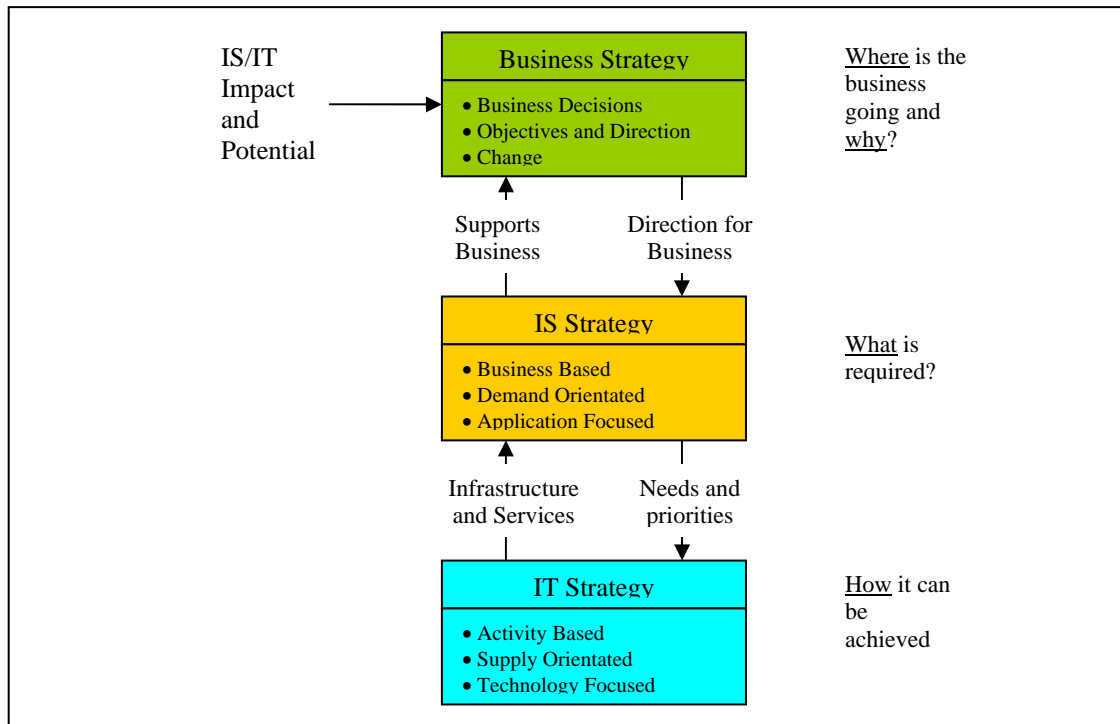 IS/IT
Impact
and
Potential
Business Strategy
• Business Decisions
• Objectives and Direction
• Change
Where is the
business
going and
why?
Supports
Business
Direction for
Business
IS Strategy
• Business Based
• Demand Orientated
• Application Focused
What is
required?
Infrastructure
and Services
Needs and
priorities
IT Strategy
• Activity Based
• Supply Orientated
• Technology Focused
How it can
be
achieved